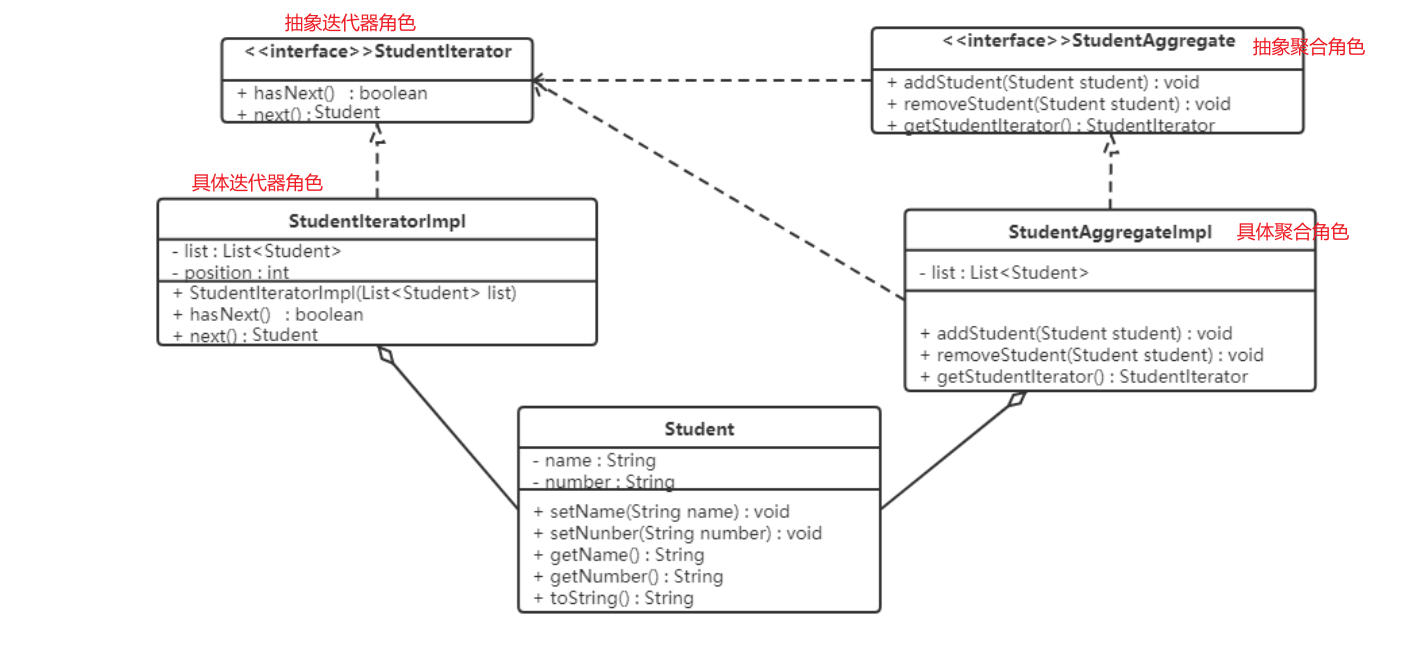 抽象迭代器角色
<<interface>>StudentIterator
+ hasNext() : boolean
+ next() : Student
<<interface>>StudentAggregate
抽象聚合角色
+ addStudent(Student student) : void
+ removeStudent(Student student) : void
+ getStudentIterator() : StudentIterator
具体迭代器角色
StudentIteratorImpl
- list : List<Student>
- position : int
+ StudentIteratorImpl(List<Student> list)
+ hasNext() : boolean
+ next() : Student
StudentAggregateImpl
具体聚合角色
- list : List<Student>
+ addStudent(Student student) : void
+ removeStudent(Student student) : void
+ getStudentIterator() : StudentIterator
Student
- name : String
- number : String
+ setName(String name) : void
+ setNunber(String number) : void
+ getName() : String
+ getNumber() : String
+ toString() : String